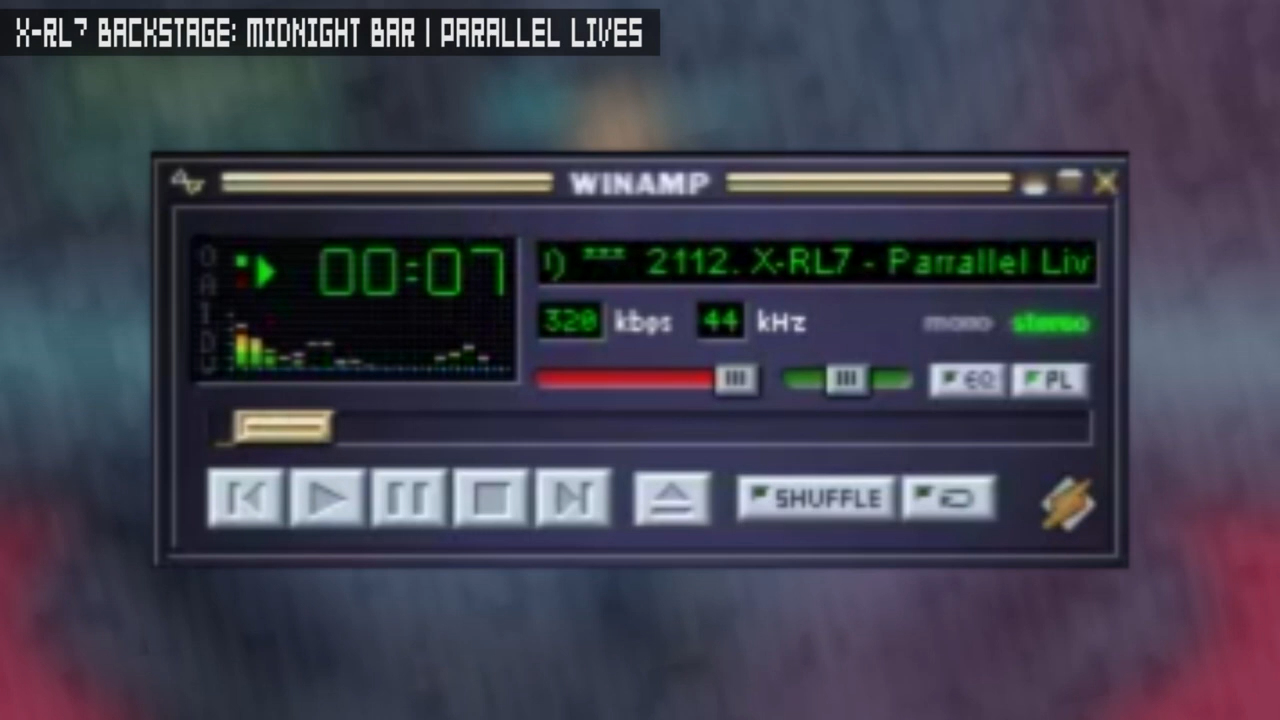 X-RL⁷ BACKSTAGE: MIDNIGHT BAR | PARALLEL LIVES
WINAMP
O
A
I
D
V
00:07
) *** 2112. X-RL7 - Parrallel Liv
320 kbps 44 kHz
mono stereo
EQ PL
SHUFFLE